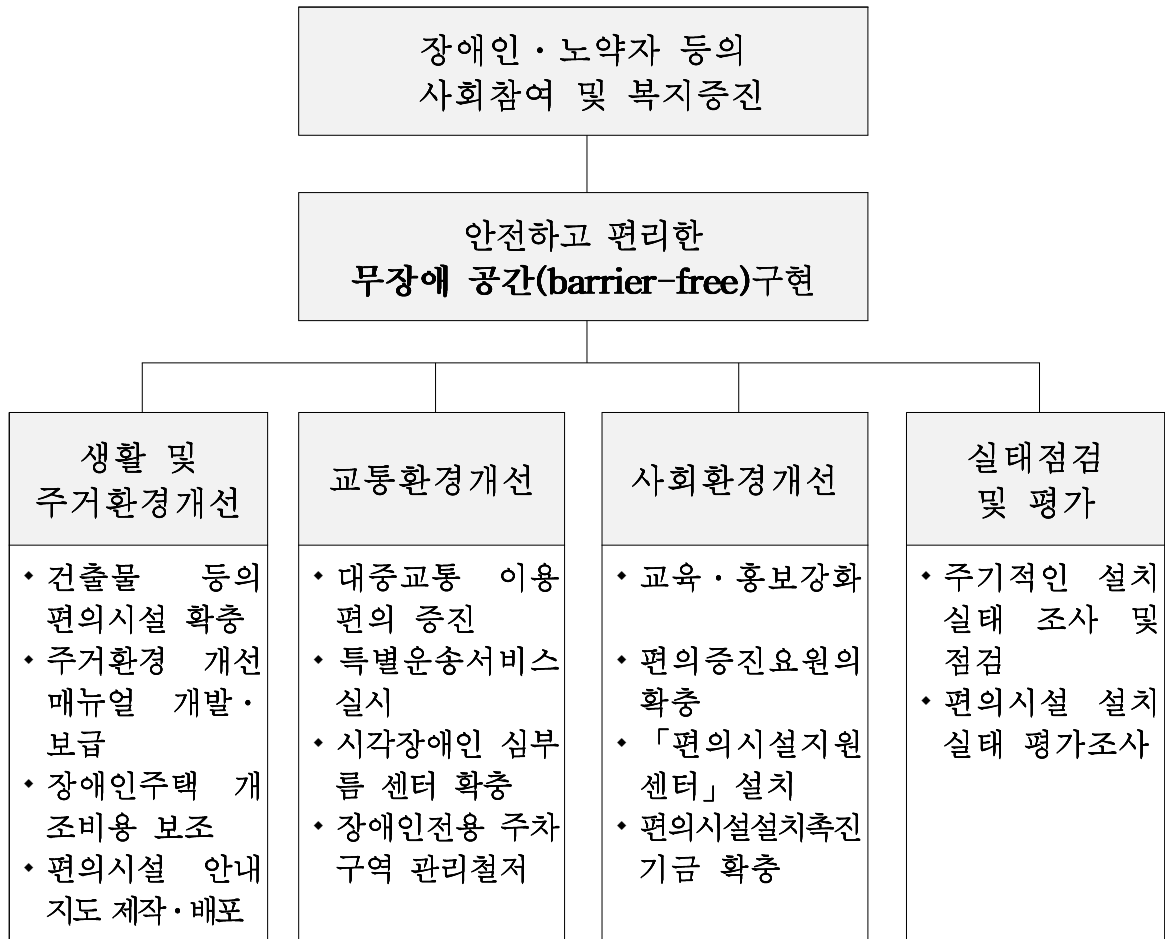 장애인・노약자 등의
사회참여 및 복지증진
안전하고 편리한
무장애 공간(barrier-free)구현
생활 및
주거환경개선
◆ 건출물 등의
편의시설 확충
◆ 주거환경 개선
매뉴얼 개발・
보급
◆ 장애인주택 개
조비용 보조
◆ 편의시설 안내
지도 제작・배포
교통환경개선
◆ 대중교통 이용
편의 증진
◆ 특별운송서비스
실시
◆ 시각장애인 심부
름 센터 확충
◆ 장애인전용 주차
구역 관리철저
사회환경개선
◆ 교육・홍보강화
◆ 편의증진요원의
확충
◆ 「편의시설지원
센터」 설치
◆ 편의시설설치촉진
기금 확충
실태점검
및 평가
◆ 주기적인 설치
실태 조사 및
점검
◆ 편의시설 설치
실태 평가조사